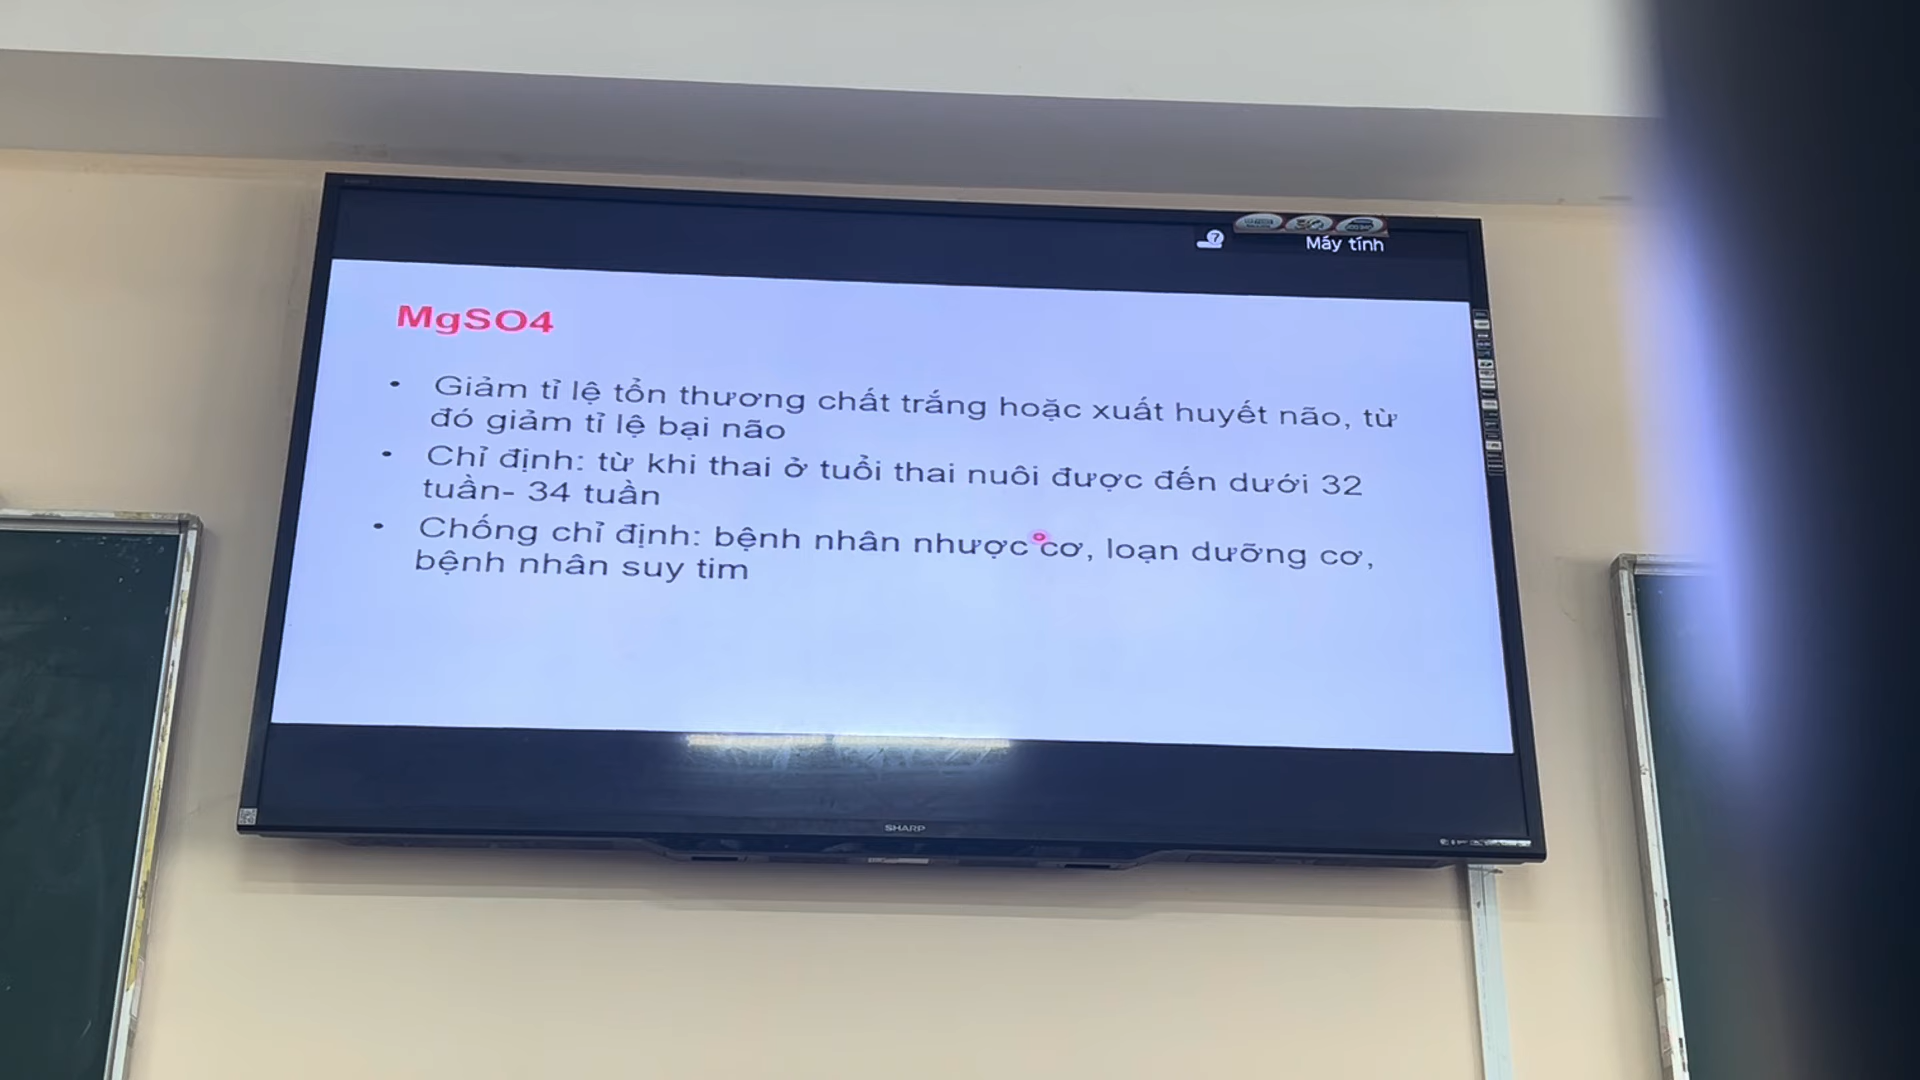 Máy tính
MgSO4
• Giảm tỉ lệ tổn thương chất trắng hoặc xuất huyết não, từ
đó giảm tỉ lệ bại não
• Chỉ định: từ khi thai ở tuổi thai nuôi được đến dưới 32
tuần- 34 tuần
• Chống chỉ định: bệnh nhân nhược cơ, loạn dưỡng cơ,
bệnh nhân suy tim
SHARP